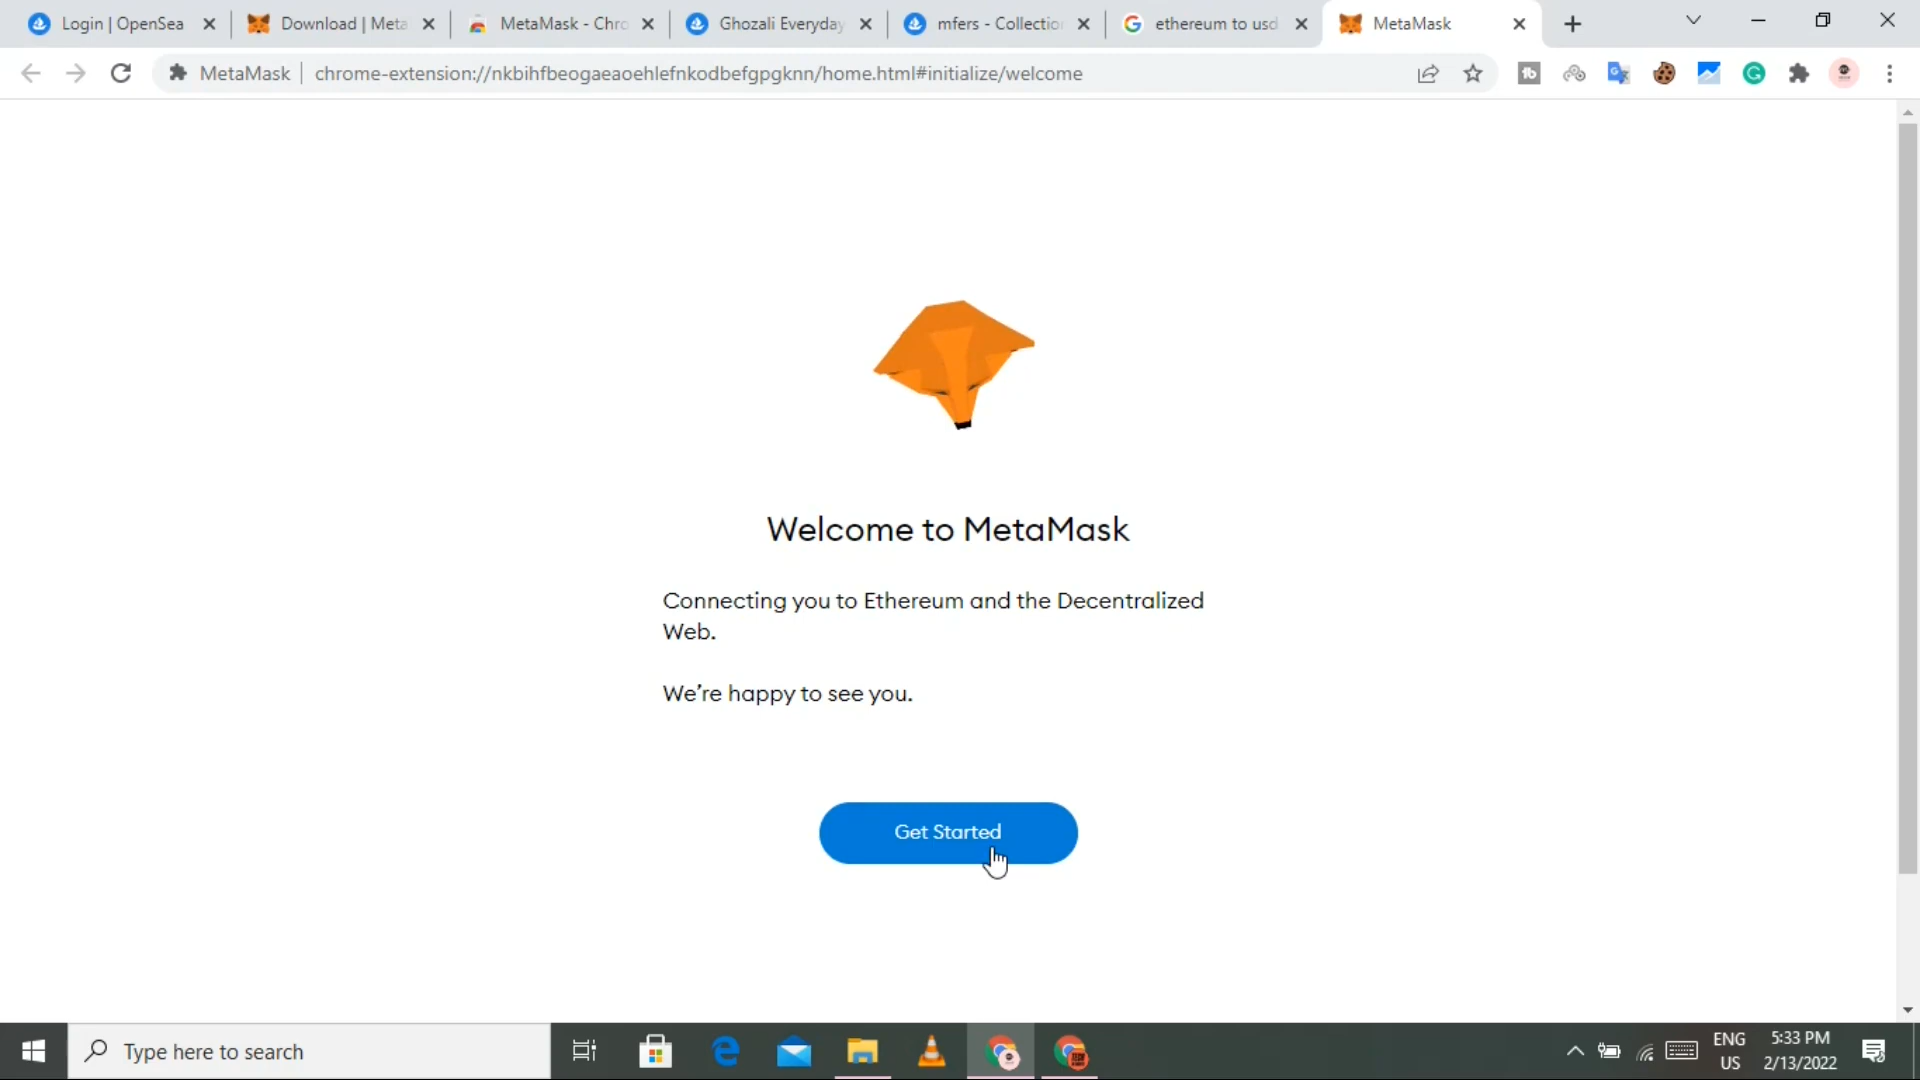 Login | OpenSea
Download | Meta
MetaMask - Chro
Ghozali Everyday
mfers - Collection
ethereum to usd
MetaMask
MetaMask
chrome-extension://nkbihfbeogaeaoehlefnkodbefgpgknn/home.html#initialize/welcome
Welcome to MetaMask
Connecting you to Ethereum and the Decentralized
Web.
We're happy to see you.
Get Started
Type here to search
ENG
US
5:33 PM
2/13/2022